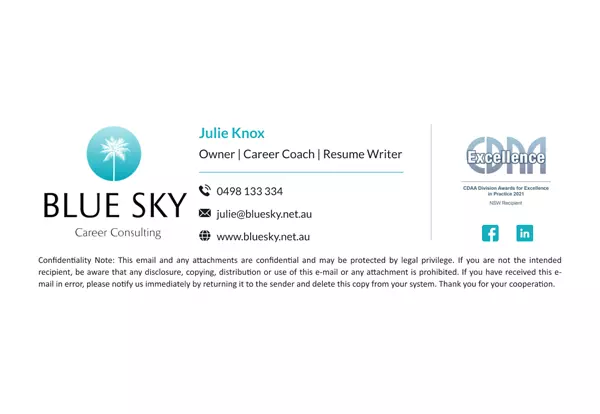 BLUE SKY
Career Consulting
Julie Knox
Owner | Career Coach | Resume Writer
0498 133 334
julie@bluesky.net.au
www.bluesky.net.au
CDAA
Excellence
CDAA Division Awards for Excellence
in Practice 2021
NSW Recipient
f
in
Confidentiality Note: This email and any attachments are confidential and may be protected by legal privilege. If you are not the intended
recipient, be aware that any disclosure, copying, distribution or use of this e-mail or any attachment is prohibited. If you have received this e-
mail in error, please notify us immediately by returning it to the sender and delete this copy from your system. Thank you for your cooperation.